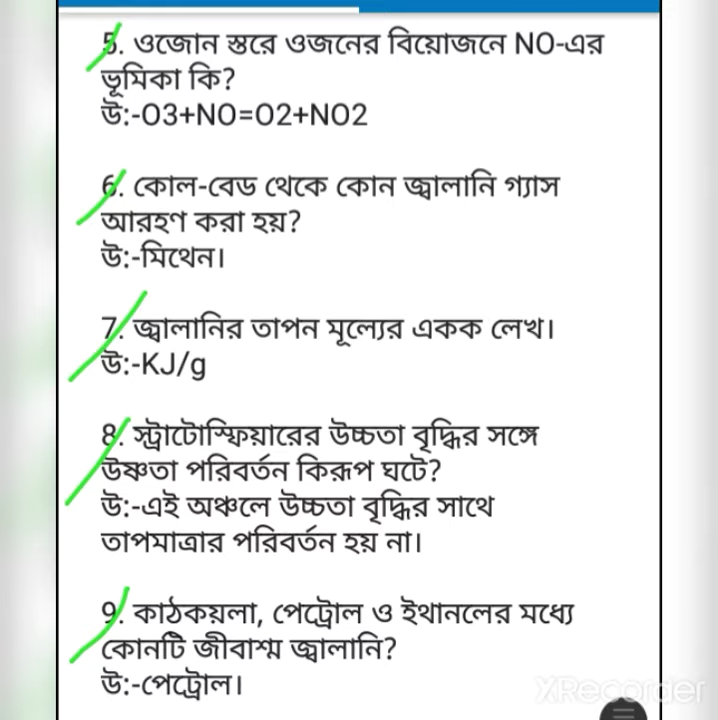 5. ওজোন স্তরে ওজনের বিয়োজনে NO-এর
ভূমিকা কি?
উ:-O3+NO=O2+NO2
6. কোল-বেড থেকে কোন জ্বালানি গ্যাস
আরহণ করা হয়?
উ:-মিথেন।
7. জ্বালানির তাপন মূল্যের একক লেখ।
উ:-KJ/g
8. স্ট্রাটোস্ফিয়ারের উচ্চতা বৃদ্ধির সঙ্গে
উষ্ণতা পরিবর্তন কিরূপ ঘটে?
উ:-এই অঞ্চলে উচ্চতা বৃদ্ধির সাথে
তাপমাত্রার পরিবর্তন হয় না।
9. কাঠকয়লা, পেট্রোল ও ইথানলের মধ্যে
কোনটি জীবাশ্ম জ্বালানি?
উ:-পেট্রোল।
XRecorder